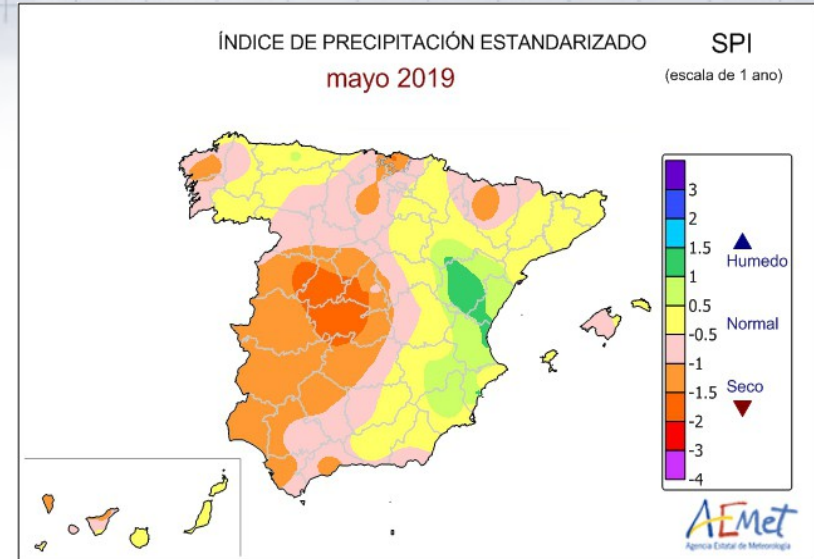 ÍNDICE DE PRECIPITACIÓN ESTANDARIZADO
mayo 2019
SPI
(escala de 1 ano)
3
2
1.5
1
0.5
-0.5
-1
-1.5
-2
-3
-4
Humedo
Normal
Seco
AEMet
Agencia Estatal de Meteorología